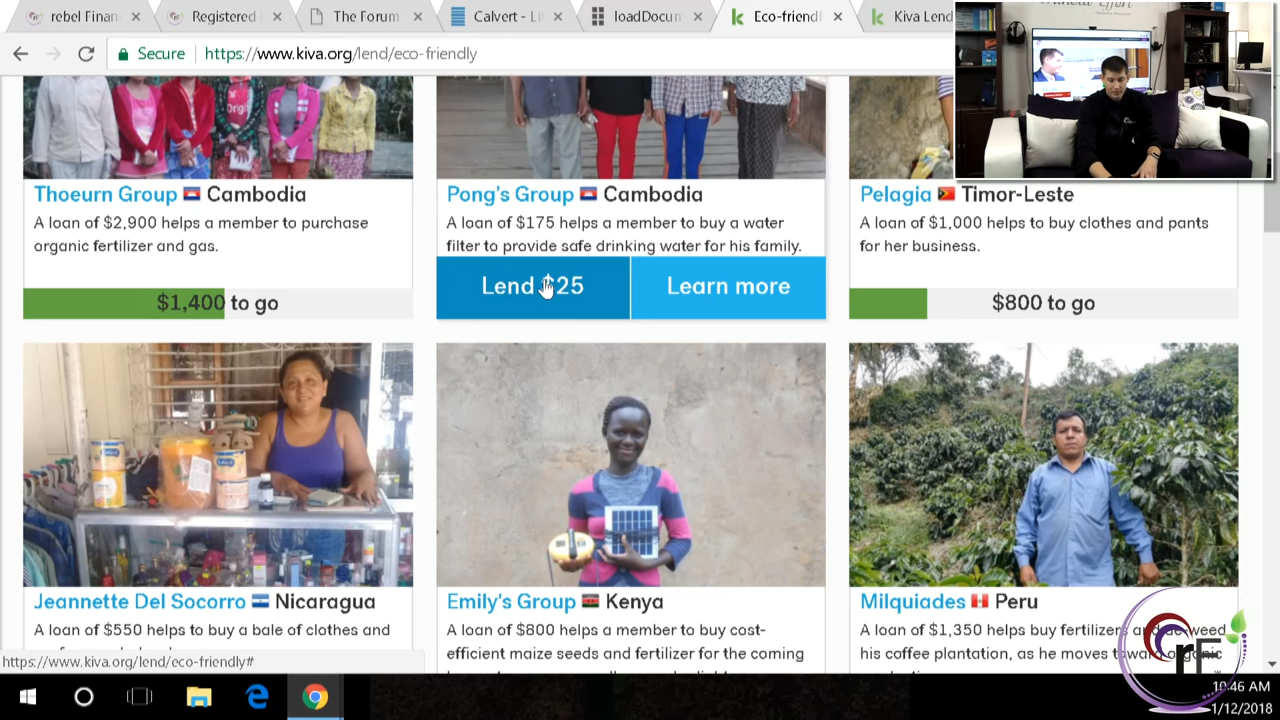 rebel Finan
Registered
The Forum
Calvert - Li
loadDocum
Eco-friendl
Kiva Lend
Secure
https://www.kiva.org/lend/eco-friendly
Thoeurn Group Cambodia
A loan of $2,900 helps a member to purchase
organic fertilizer and gas.
$1,400 to go
Pong's Group Cambodia
A loan of $175 helps a member to buy a water
filter to provide safe drinking water for his family.
Lend $25
Learn more
Pelagia Timor-Leste
A loan of $1,000 helps to buy clothes and pants
for her business.
$800 to go
Jeannette Del Socorro Nicaragua
A loan of $550 helps to buy a bale of clothes and
Emily's Group Kenya
A loan of $800 helps a member to buy cost-
efficient maize seeds and fertilizer for the coming
Milquiades Peru
A loan of $1,350 helps buy fertilizers and de-weed
his coffee plantation, as he moves toward organic
https://www.kiva.org/lend/eco-friendly#
rF
10:46 AM
1/12/2018